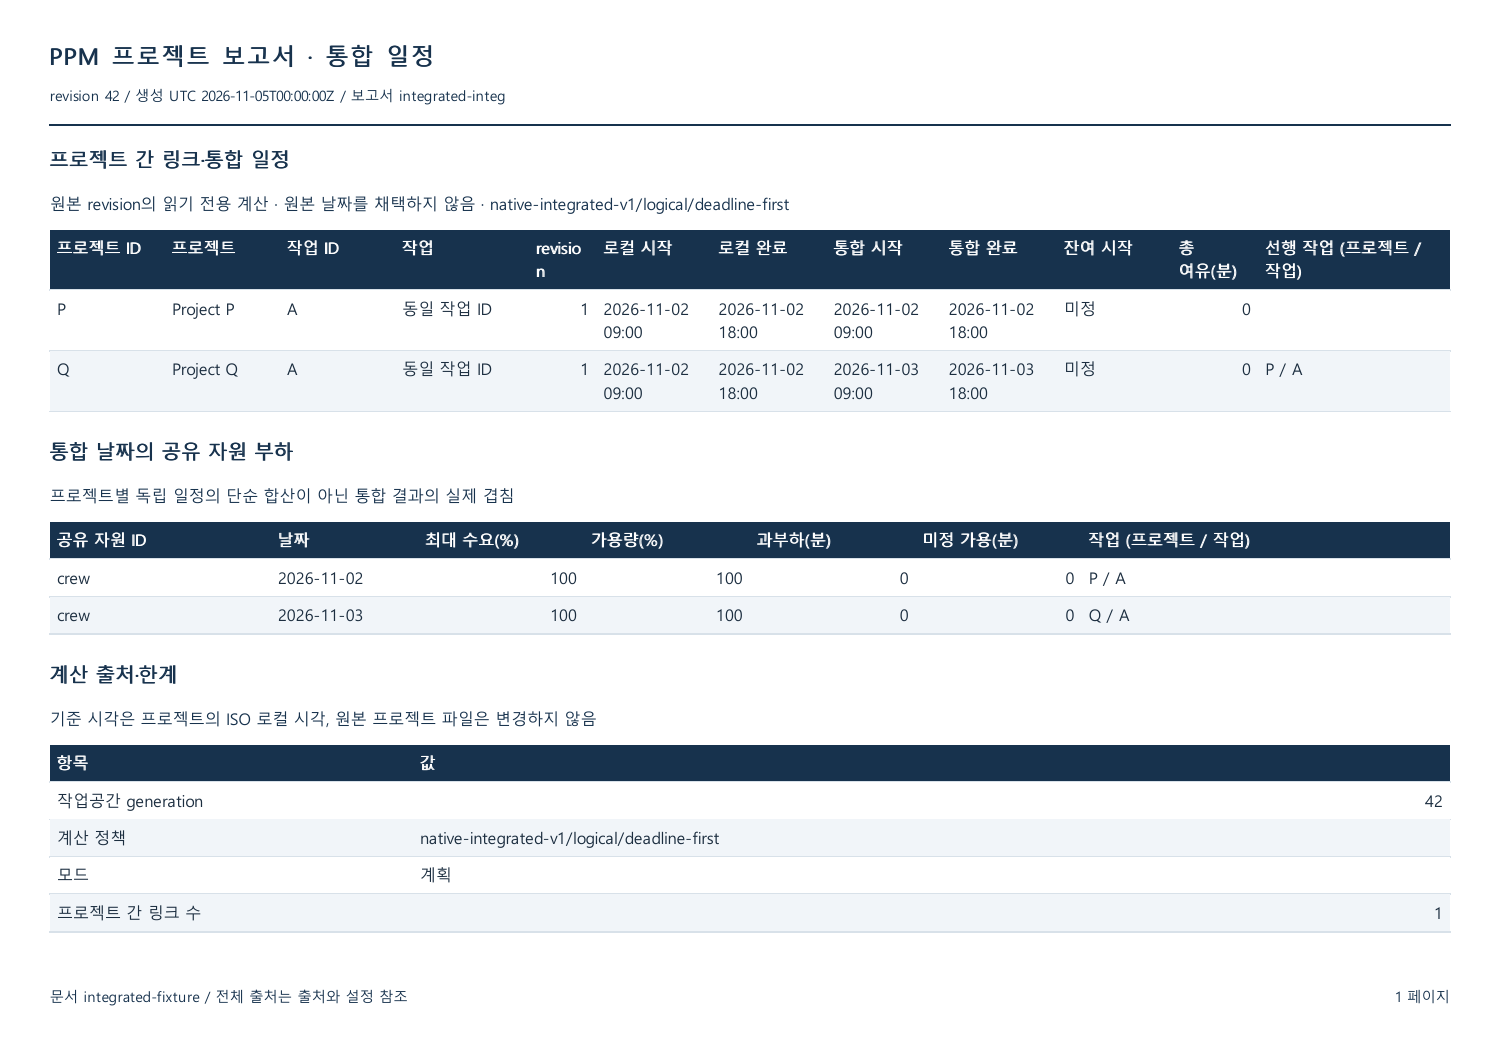 PPM 프로젝트 보고서 · 통합 일정
revision 42 / 생성 UTC 2026-11-05T00:00:00Z / 보고서 integrated-integ
프로젝트 간 링크·통합 일정
원본 revision의 읽기 전용 계산 · 원본 날짜를 채택하지 않음 · native-integrated-v1/logical/deadline-first
프로젝트 ID 프로젝트 작업 ID 작업 revisio 로컬 시작 로컬 완료 통합 시작 통합 완료 잔여 시작 총 선행 작업 (프로젝트 /
n 여유(분) 작업)
P Project P A 동일 작업 ID 1 2026-11-02 2026-11-02 2026-11-02 2026-11-02 미정 0
09:00 18:00 09:00 18:00
Q Project Q A 동일 작업 ID 1 2026-11-02 2026-11-02 2026-11-03 2026-11-03 미정 0 P / A
09:00 18:00 09:00 18:00
통합 날짜의 공유 자원 부하
프로젝트별 독립 일정의 단순 합산이 아닌 통합 결과의 실제 겹침
공유 자원 ID 날짜 최대 수요(%) 가용량(%) 과부하(분) 미정 가용(분) 작업 (프로젝트 / 작업)
crew 2026-11-02 100 100 0 0 P / A
crew 2026-11-03 100 100 0 0 Q / A
계산 출처·한계
기준 시각은 프로젝트의 ISO 로컬 시각, 원본 프로젝트 파일은 변경하지 않음
항목 값
작업공간 generation 42
계산 정책 native-integrated-v1/logical/deadline-first
모드 계획
프로젝트 간 링크 수 1
문서 integrated-fixture / 전체 출처는 출처와 설정 참조 1 페이지